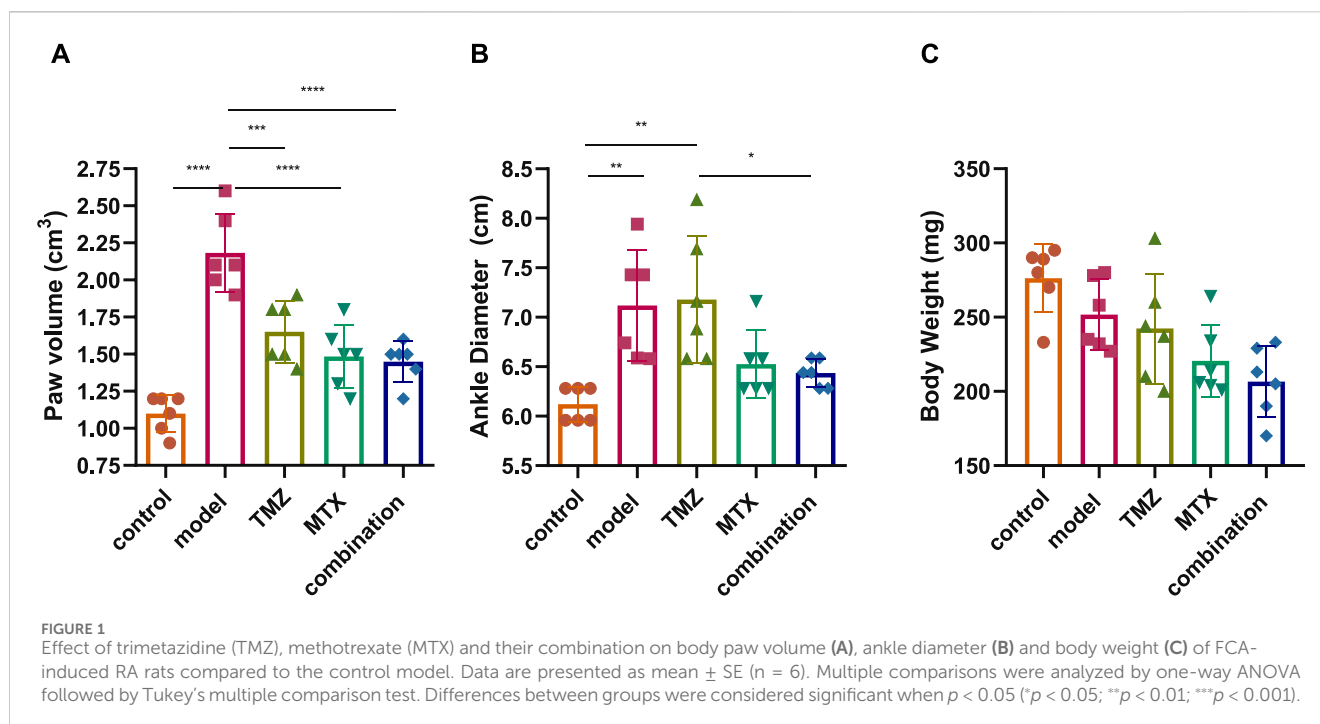 A
B
C
****
***
****
****
Paw volume (cm³)
2.75
2.50
2.25
2.00
1.75
1.50
1.25
1.00
0.75
control
model
TMZ
MTX
combination
**
**
*
Ankle Diameter (cm)
8.5
8.0
7.5
7.0
6.5
6.0
5.5
control
model
TMZ
MTX
combination
Body Weight (mg)
350
300
250
200
150
control
model
TMZ
MTX
combination
FIGURE 1
Effect of trimetazidine (TMZ), methotrexate (MTX) and their combination on body paw volume (A), ankle diameter (B) and body weight (C) of FCA-
induced RA rats compared to the control model. Data are presented as mean ± SE (n = 6). Multiple comparisons were analyzed by one-way ANOVA
followed by Tukey's multiple comparison test. Differences between groups were considered significant when p < 0.05 (*p < 0.05; **p < 0.01; ***p < 0.001).